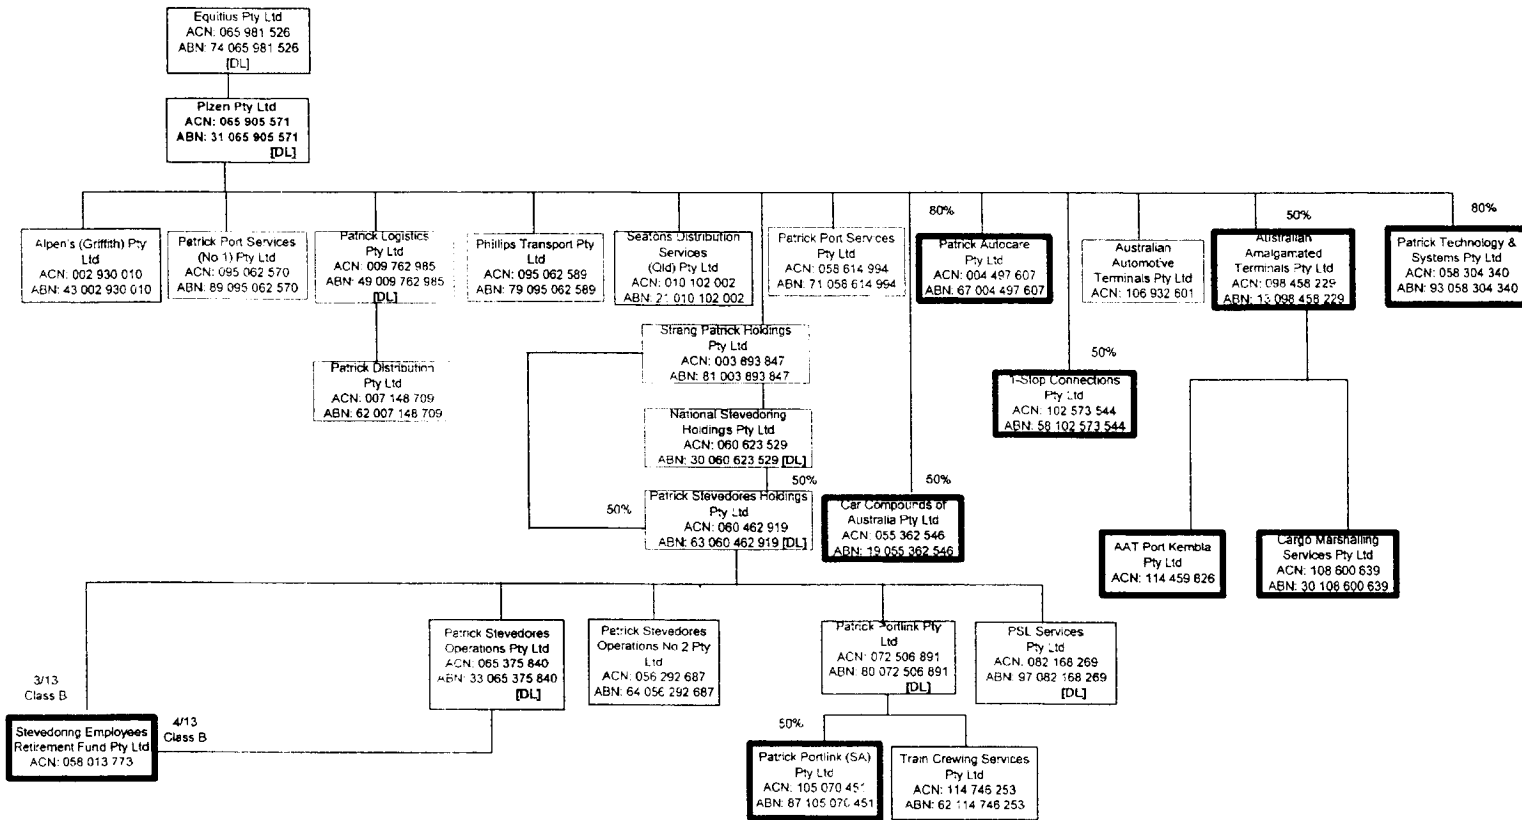 Equitius Pty Ltd
ACN: 065 981 526
ABN: 74 065 981 526
[DL]
Plzen Pty Ltd
ACN: 065 905 571
ABN: 31 065 905 571
[DL]
Alpen's (Griffith) Pty
Ltd
ACN: 002 930 010
ABN: 43 002 930 010
Patrick Port Services
(No 1) Pty Ltd
ACN: 095 062 570
ABN: 89 095 062 570
Patrick Logistics
Pty Ltd
ACN: 009 762 985
ABN: 49 009 762 985
[DL]
Phillips Transport Pty
Ltd
ACN: 095 062 589
ABN: 79 095 062 589
Seatons Distribution
Services
(Qld) Pty Ltd
ACN: 010 102 002
ABN: 21 010 102 002
Patrick Port Services
Pty Ltd
ACN: 058 614 994
ABN: 71 058 614 994
80%
Patrick Autocare
Pty Ltd
ACN: 004 497 607
ABN: 67 004 497 607
Australian
Automotive
Terminals Pty Ltd
ACN: 106 932 601
50%
Australian
Amalgamated
Terminals Pty Ltd
ACN: 098 458 229
ABN: 13 098 458 229
80%
Patrick Technology &
Systems Pty Ltd
ACN: 058 304 340
ABN: 93 058 304 340
Patrick Distribution
Pty Ltd
ACN: 007 148 709
ABN: 62 007 148 709
Strang Patrick Holdings
Pty Ltd
ACN: 003 893 847
ABN: 81 003 893 847
50%
1-Stop Connections
Pty Ltd
ACN: 102 573 544
ABN: 58 102 573 544
National Stevedoring
Holdings Pty Ltd
ACN: 060 623 529
ABN: 30 060 623 529 [DL]
50%
50%
Patrick Stevedores Holdings
Pty Ltd
ACN: 060 462 919
ABN: 63 060 462 919 [DL]
50%
Car Compounds of
Australia Pty Ltd
ACN: 055 362 546
ABN: 19 055 362 546
AAT Port Kembla
Pty Ltd
ACN: 114 459 826
Cargo Marshalling
Services Pty Ltd
ACN: 108 600 639
ABN: 30 108 600 639
Patrick Stevedores
Operations Pty Ltd
ACN: 065 375 840
ABN: 33 065 375 840
[DL]
Patrick Stevedores
Operations No 2 Pty
Ltd
ACN: 056 292 687
ABN: 64 056 292 687
Patrick Portlink Pty
Ltd
ACN: 072 506 891
ABN: 80 072 506 891
[DL]
PSL Services
Pty Ltd
ACN: 082 168 269
ABN: 97 082 168 269
[DL]
3/13
Class B
4/13
Class B
Stevedoring Employees
Retirement Fund Pty Ltd
ACN: 058 013 773
50%
Patrick Portlink (SA)
Pty Ltd
ACN: 105 070 451
ABN: 87 105 070 451
Train Crewing Services
Pty Ltd
ACN: 114 746 253
ABN: 62 114 746 253